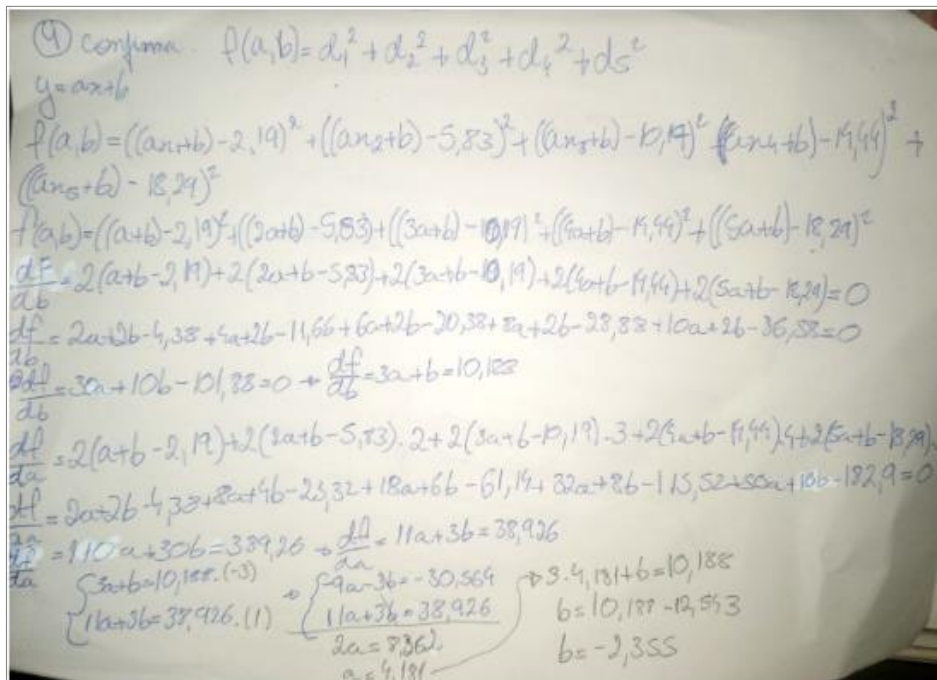 ④ Confirma. f(a,b)=d₁²+d₂²+d₃²+d₄²+d5²
y=ax+b
f(a,b)=((ax₁+b)-2,19)²+((ax₂+b)-5,83)²+((ax₃+b)-10,19)² ((ax₄+b)-14,44)²+
((ax₅+b)-18,29)²
f(a,b)=((a+b)-2,19)²+((2a+b)-5,83)+((3a+b)-10,19)²+((4a+b)-14,44)²+((5a+b)-18,29)²
df/db=2(a+b-2,19)+2(2a+b-5,83)+2(3a+b-10,19)+2(4a+b-14,44)+2(5a+b-18,29)=0
df/db=2a+2b-4,38+4a+2b-11,66+6a+2b-20,38+8a+2b-28,88+10a+2b-36,58=0
df/db=30a+10b-101,88=0 → df/db=3a+b=10,188
df/da=2(a+b-2,19)+2(2a+b-5,83).2+2(3a+b-10,19).3+2(4a+b-14,44).4+2(5a+b-18,29).
df/da=2a+2b-4,38+8a+4b-23,32+18a+6b-61,14+32a+8b-115,52+50a+10b-182,9=0
df/da=110a+30b=389,26 → df/da=11a+3b=38,926
{3a+b=10,188.(-3) → {-9a-3b=-30,564 → 3.4,181+b=10,188
{11a+3b=38,926.(1) 11a+3b=38,926 b=10,188-12,543
2a=8,362 b=-2,355
a=4,181